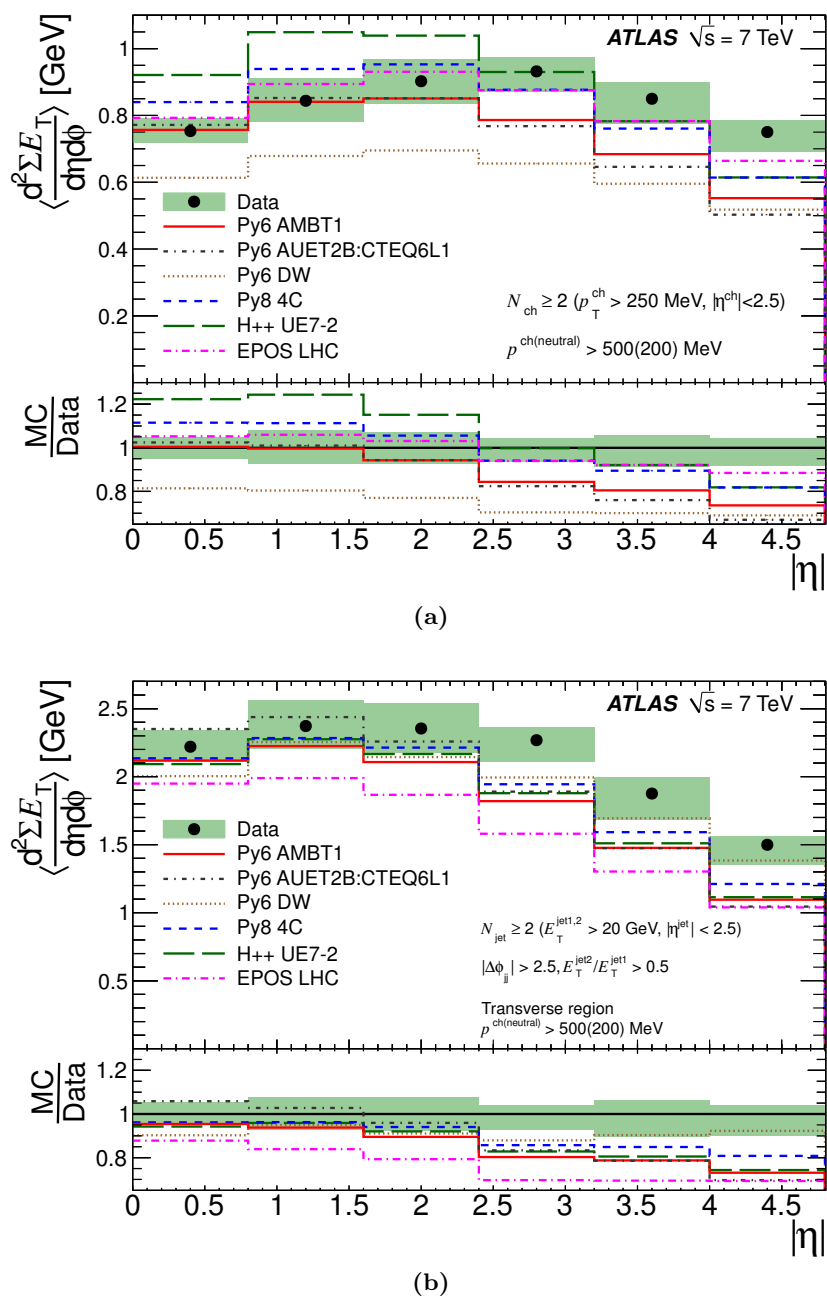 ATLAS √s = 7 TeV
⟨d²ΣE_T/dηdϕ⟩ [GeV]
1
0.8
0.6
0.4
0.2
Data
Py6 AMBT1
Py6 AUET2B:CTEQ6L1
Py6 DW
Py8 4C
H++ UE7-2
EPOS LHC
N_ch ≥ 2 (p_T^ch > 250 MeV, |η^ch|<2.5)
p^ch(neutral) > 500(200) MeV
MC/Data
1.2
1
0.8
0 0.5 1 1.5 2 2.5 3 3.5 4 4.5
|η|
(a)
ATLAS √s = 7 TeV
⟨d²ΣE_T/dηdϕ⟩ [GeV]
2.5
2
1.5
1
0.5
Data
Py6 AMBT1
Py6 AUET2B:CTEQ6L1
Py6 DW
Py8 4C
H++ UE7-2
EPOS LHC
N_jet ≥ 2 (E_T^jet1,2 > 20 GeV, |η^jet| < 2.5)
|Δϕ_jj| > 2.5, E_T^jet2/E_T^jet1 > 0.5
Transverse region
p^ch(neutral) > 500(200) MeV
MC/Data
1.2
1
0.8
0 0.5 1 1.5 2 2.5 3 3.5 4 4.5
|η|
(b)